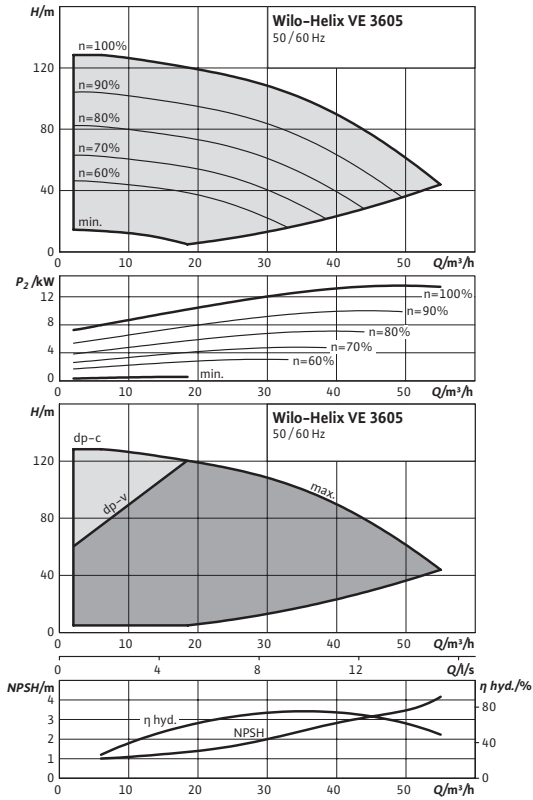 H/m
Wilo-Helix VE 3605
50 / 60 Hz
n=100%
120
n=90%
80
n=80%
n=70%
40
n=60%
min.
0
0 10 20 30 40 50 Q/m³/h
P₂ /kW
12
n=100%
n=90%
8
n=80%
4
n=70%
n=60%
min.
0
0 10 20 30 40 50 Q/m³/h
H/m
Wilo-Helix VE 3605
50 / 60 Hz
dp-c
120
max.
dp-v
80
40
0
0 10 20 30 40 50 Q/m³/h
0 4 8 12 Q/l/s
NPSH/m
η hyd./%
4
80
3
η hyd.
2
NPSH
40
1
0
0
0 10 20 30 40 50 Q/m³/h